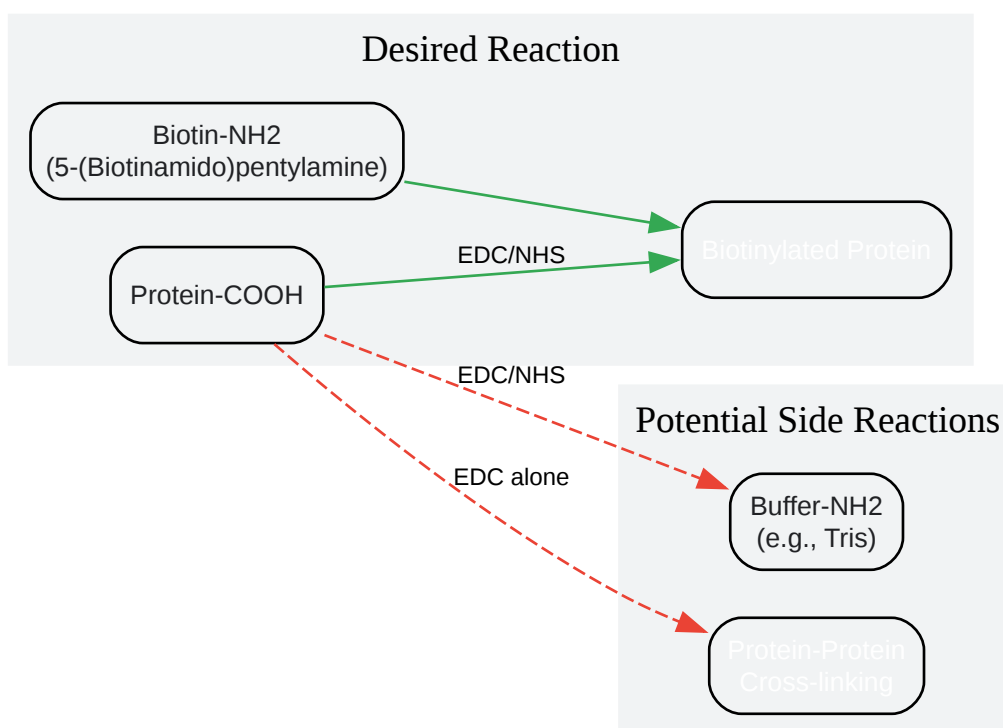 Desired Reaction
Biotin-NH2
(5-(Biotinamido)pentylamine)
Biotinylated Protein
EDC/NHS
Protein-COOH
EDC/NHS
Potential Side Reactions
EDC alone
Buffer-NH2
(e.g., Tris)
Protein-Protein
Cross-linking